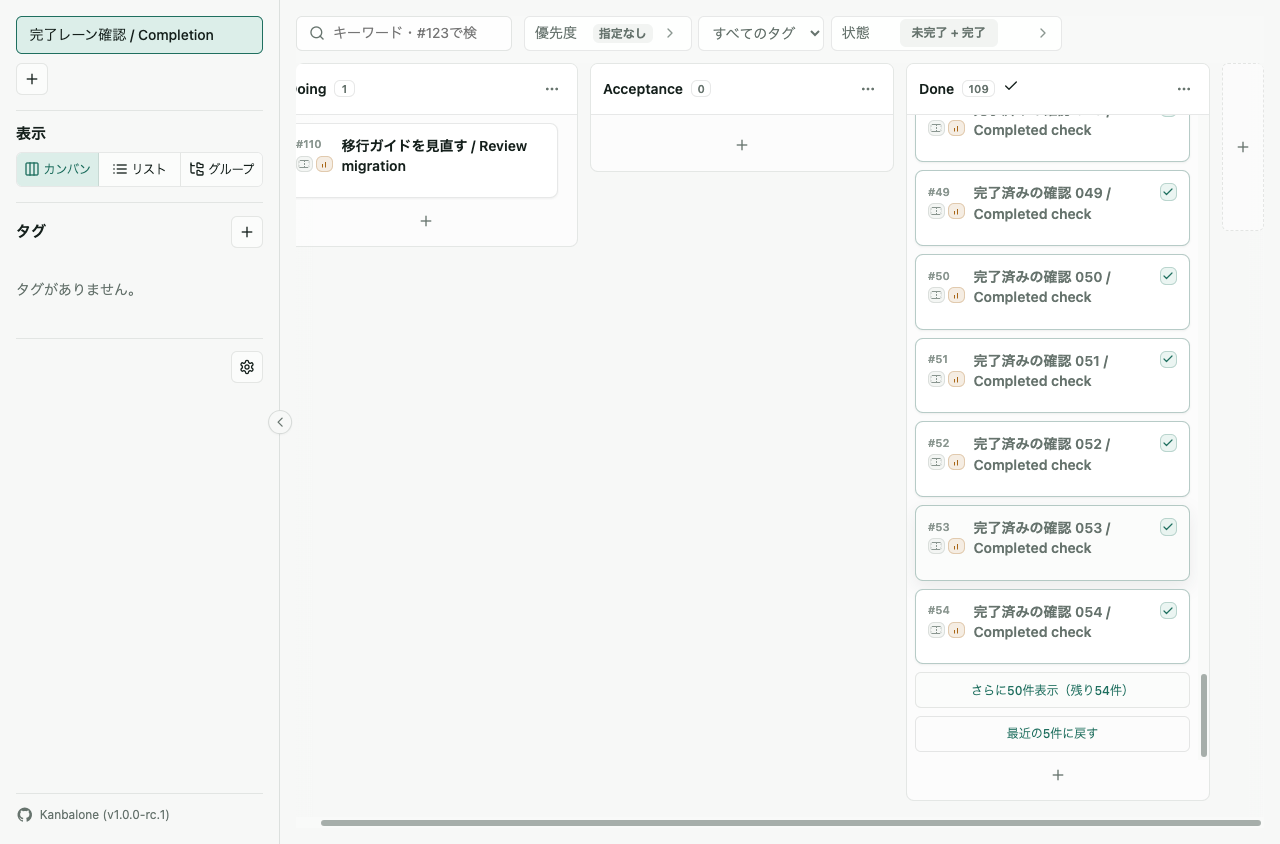 完了レーン確認 / Completion
表示
カンバン
リスト
グループ
タグ
タグがありません。
Kanbalone (v1.0.0-rc.1)
キーワード・#123で検
優先度 指定なし
すべてのタグ
状態 未完了 + 完了
oing 1
#110 移行ガイドを見直す / Review
migration
Acceptance 0
Done 109
Completed check
#49 完了済みの確認 049 /
Completed check
#50 完了済みの確認 050 /
Completed check
#51 完了済みの確認 051 /
Completed check
#52 完了済みの確認 052 /
Completed check
#53 完了済みの確認 053 /
Completed check
#54 完了済みの確認 054 /
Completed check
さらに50件表示（残り54件）
最近の5件に戻す